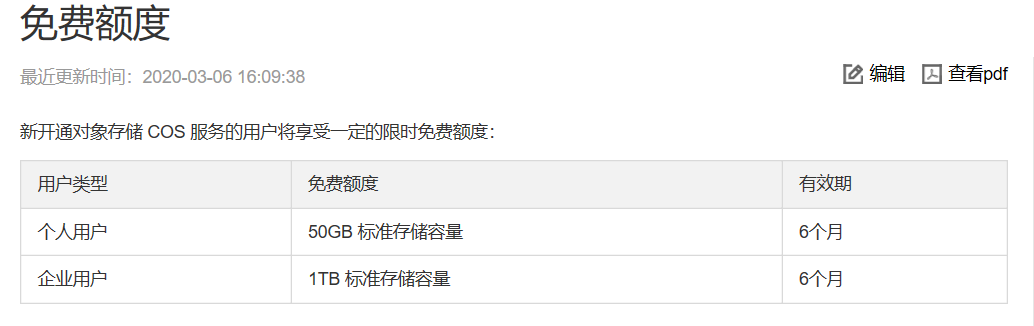 免费额度
最近更新时间：2020-03-06 16:09:38
编辑 查看pdf
新开通对象存储 COS 服务的用户将享受一定的限时免费额度：
用户类型 免费额度 有效期
个人用户 50GB 标准存储容量 6个月
企业用户 1TB 标准存储容量 6个月